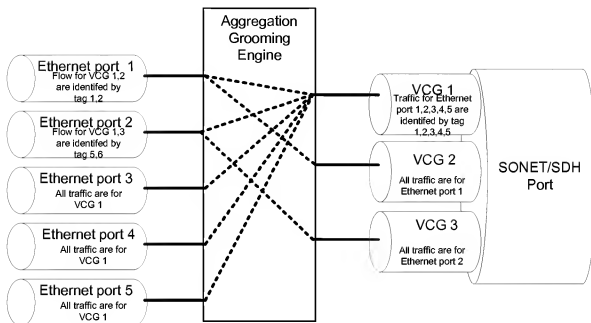 Aggregation
Grooming
Engine
Ethernet port 1
Flow for VCG 1,2
are identifed by
tag 1,2
Ethernet port 2
Flow for VCG 1,3
are identifed by
tag 5,6
Ethernet port 3
All traffic are for
VCG 1
Ethernet port 4
All traffic are for
VCG 1
Ethernet port 5
All traffic are for
VCG 1
VCG 1
Traffic for Ethernet
port 1,2,3,4,5 are
identifed by tag
1,2,3,4,5
VCG 2
All traffic are for
Ethernet port 1
VCG 3
All traffic are for
Ethernet port 2
SONET/SDH
Port